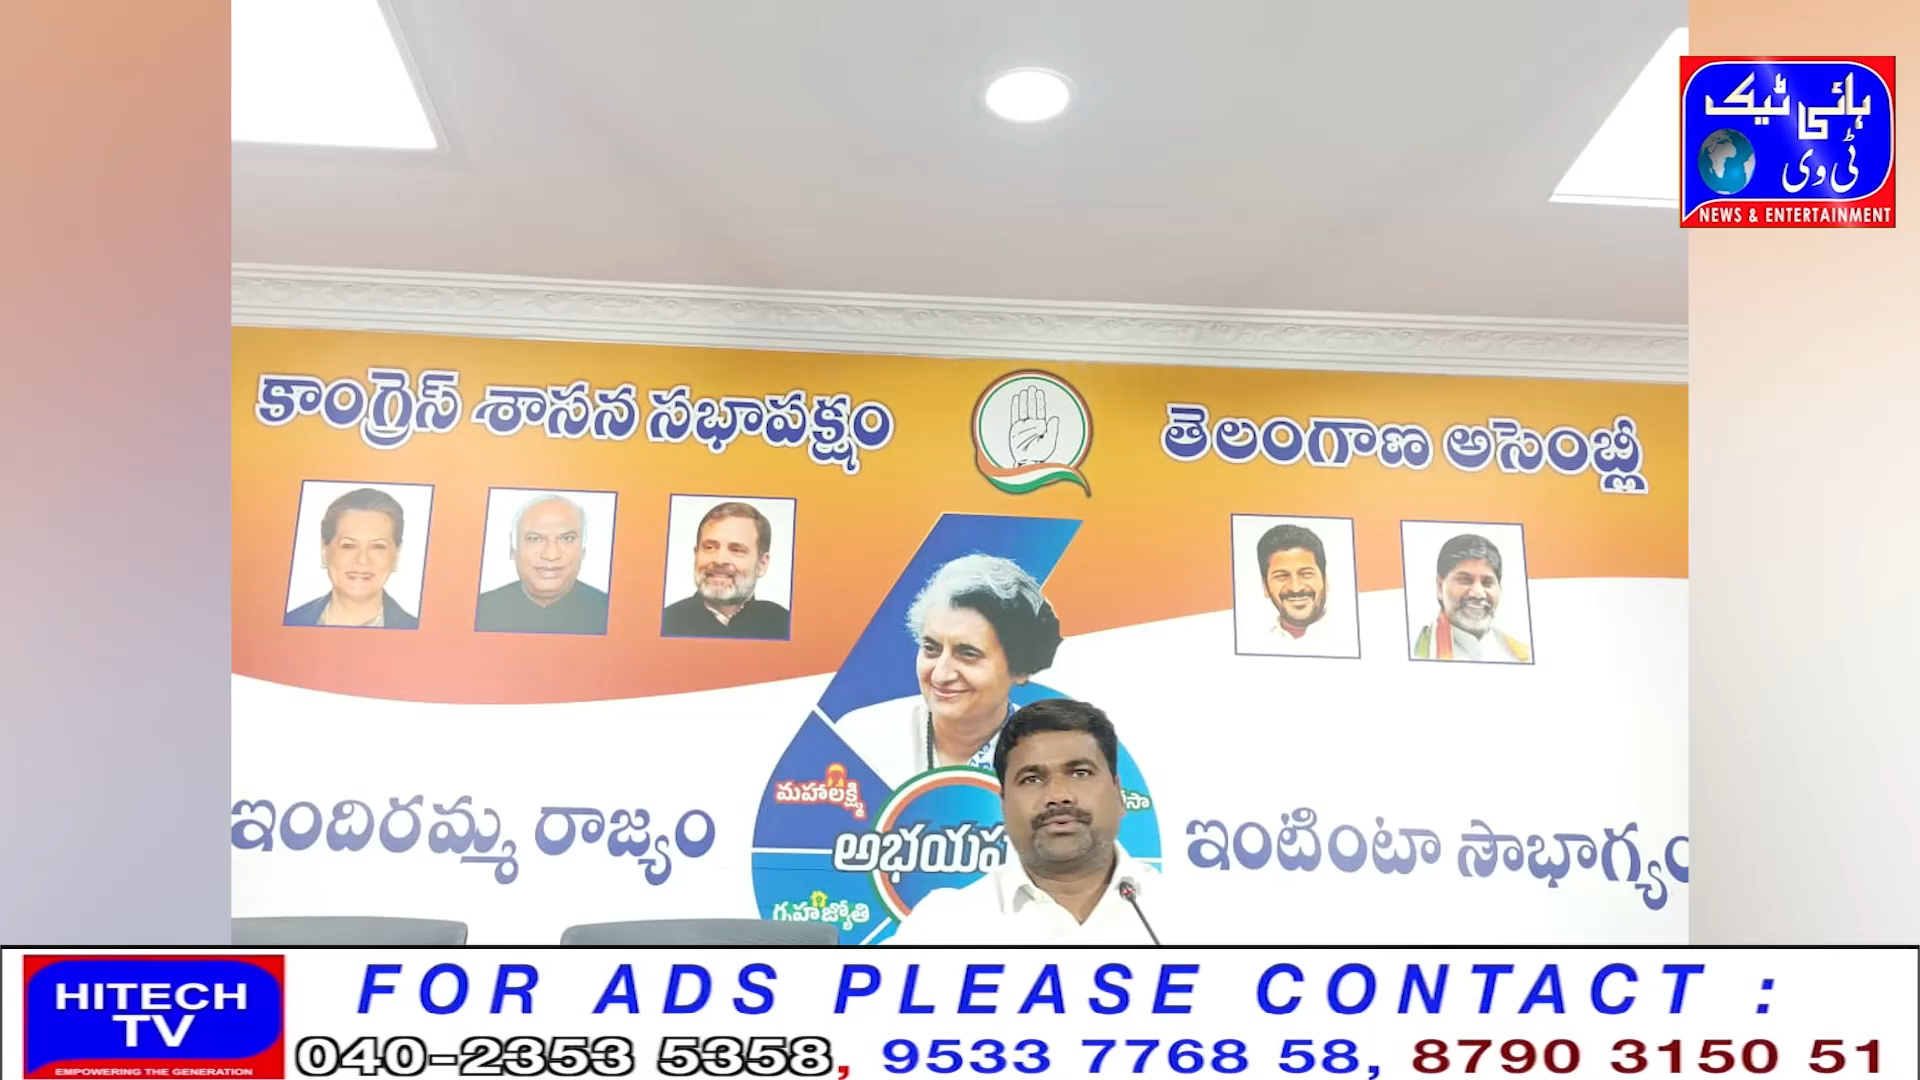 ہائی ٹیک
ٹی وی
NEWS & ENTERTAINMENT
కాంగ్రెస్ శాసన సభాపక్షం
తెలంగాణ అసెంబ్లీ
మహాలక్ష్మి
ఇందిరమ్మ రాజ్యం
ఇంటింటా సౌభాగ్యం
గృహజ్యోతి
HITECH
TV
EMPOWERING THE GENERATION
FOR ADS PLEASE CONTACT :
040-2353 5358, 9533 7768 58, 8790 3150 51